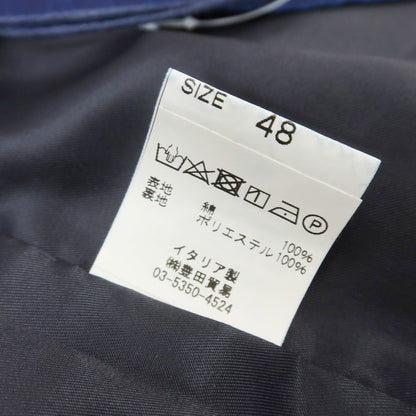 SIZE 48
表地 綿 100%
裏地 ポリエステル 100%
イタリア製
㈱豊田貿易
03-5350-4524